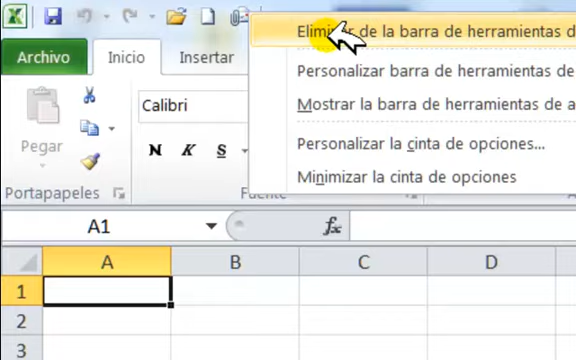 Eliminar de la barra de herramientas d
Archivo
Inicio
Insertar
Personalizar barra de herramientas de
Mostrar la barra de herramientas de a
Personalizar la cinta de opciones...
Minimizar la cinta de opciones
Calibri
N K S
Pegar
Portapapeles
Fuente
A1
fx
A B C D
1
2
3